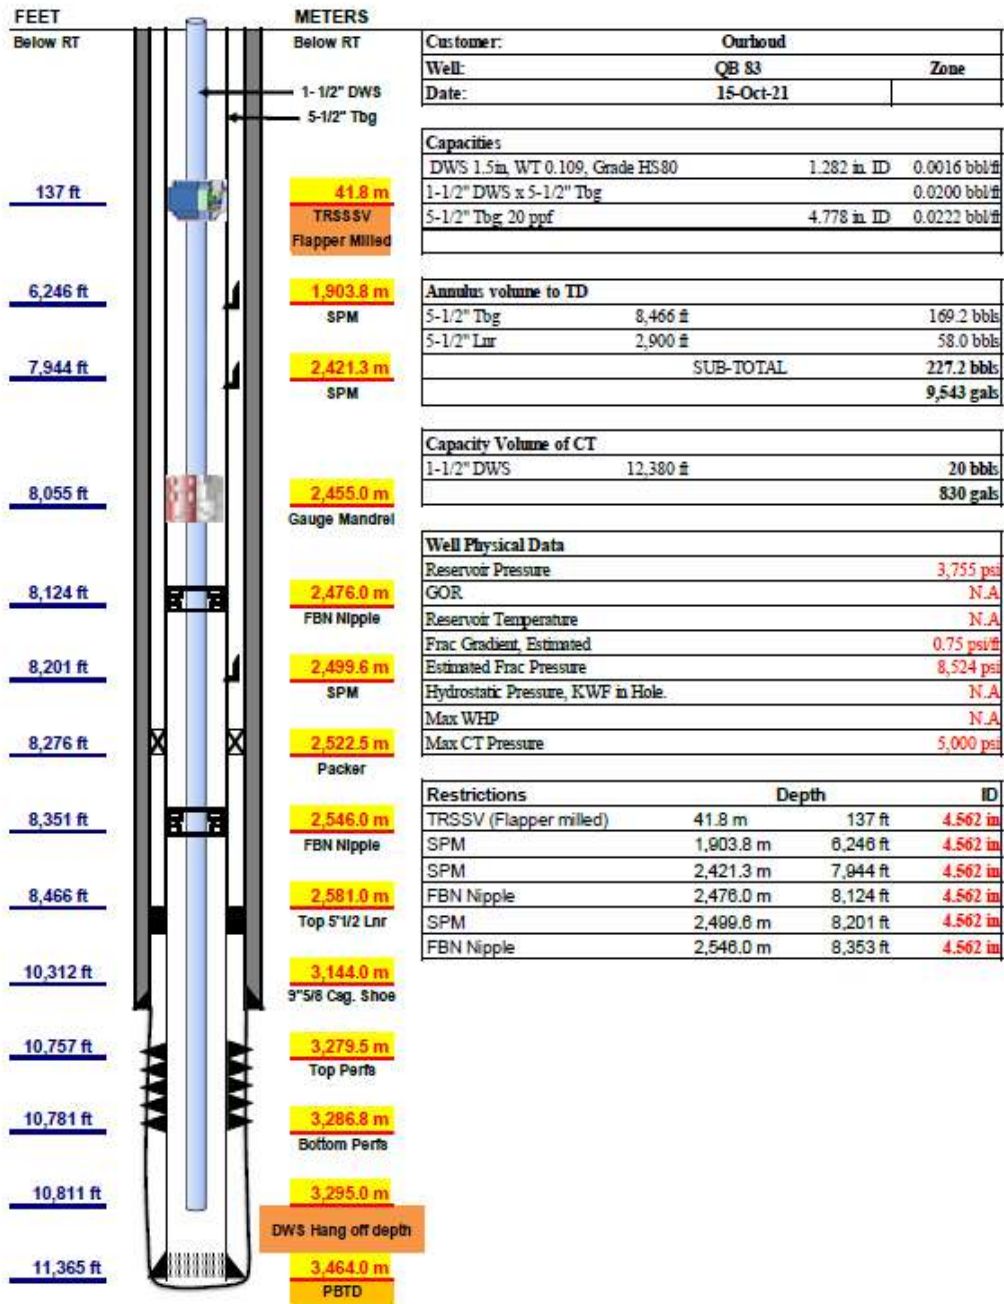 FEET METERS
Below RT Below RT
1- 1/2" DWS
5-1/2" Tbg
137 ft 41.8 m
TRSSSV
Flapper Milled
6,246 ft 1,903.8 m
SPM
7,944 ft 2,421.3 m
SPM
8,055 ft 2,455.0 m
Gauge Mandrel
8,124 ft 2,476.0 m
FBN Nipple
8,201 ft 2,499.6 m
SPM
8,276 ft 2,522.5 m
Packer
8,351 ft 2,546.0 m
FBN Nipple
8,466 ft 2,581.0 m
Top 5"1/2 Lnr
10,312 ft 3,144.0 m
9"5/8 Csg. Shoe
10,757 ft 3,279.5 m
Top Perfs
10,781 ft 3,286.8 m
Bottom Perfs
10,811 ft 3,295.0 m
DWS Hang off depth
11,365 ft 3,464.0 m
PBTD
Customer: Ourhoud
Well: QB 83 Zone
Date: 15-Oct-21
Capacities
DWS 1.5in, WT 0.109, Grade HS80 1.282 in. ID 0.0016 bbl/ft
1-1/2" DWS x 5-1/2" Tbg 0.0200 bbl/ft
5-1/2" Tbg, 20 ppf 4.778 in. ID 0.0222 bbl/ft
Annulus volume to TD
5-1/2" Tbg 8,466 ft 169.2 bbls
5-1/2" Lnr 2,900 ft 58.0 bbls
SUB-TOTAL 227.2 bbls
9,543 gals
Capacity Volume of CT
1-1/2" DWS 12,380 ft 20 bbls
830 gals
Well Physical Data
Reservoir Pressure 3,755 psi
GOR N.A
Reservoir Temperature N.A
Frac Gradient, Estimated 0.75 psi/ft
Estimated Frac Pressure 8,524 psi
Hydrostatic Pressure, KWF in Hole. N.A
Max WHP N.A
Max CT Pressure 5,000 psi
Restrictions Depth ID
TRSSV (Flapper milled) 41.8 m 137 ft 4.562 in
SPM 1,903.8 m 6,246 ft 4.562 in
SPM 2,421.3 m 7,944 ft 4.562 in
FBN Nipple 2,476.0 m 8,124 ft 4.562 in
SPM 2,499.6 m 8,201 ft 4.562 in
FBN Nipple 2,546.0 m 8,353 ft 4.562 in